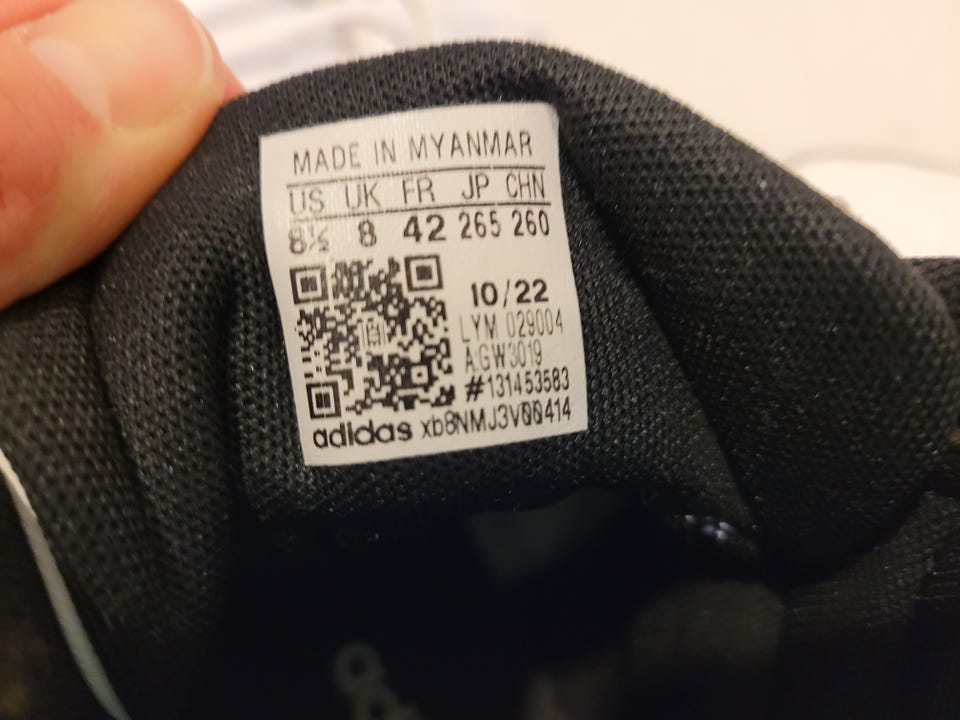 MADE IN MYANMAR
US UK FR JP CHN
8½ 8 42 265 260
10/22
LYM 029004
A:GW3019
#131453583
adidas xb8NMJ3V00414